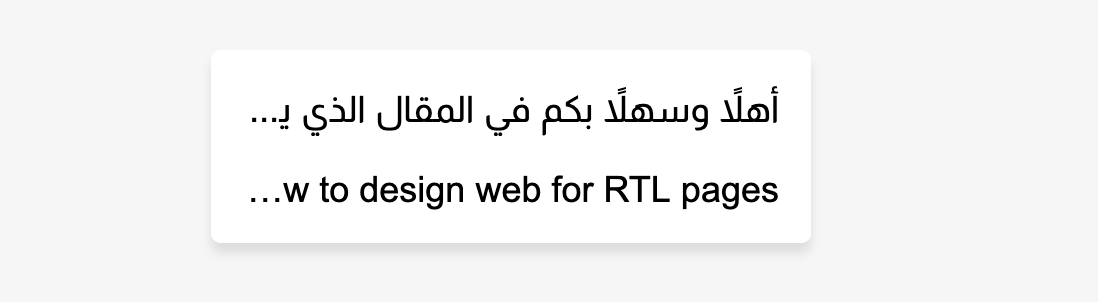 أهلًا وسهلًا بكم في المقال الذي يـ...
...w to design web for RTL pages